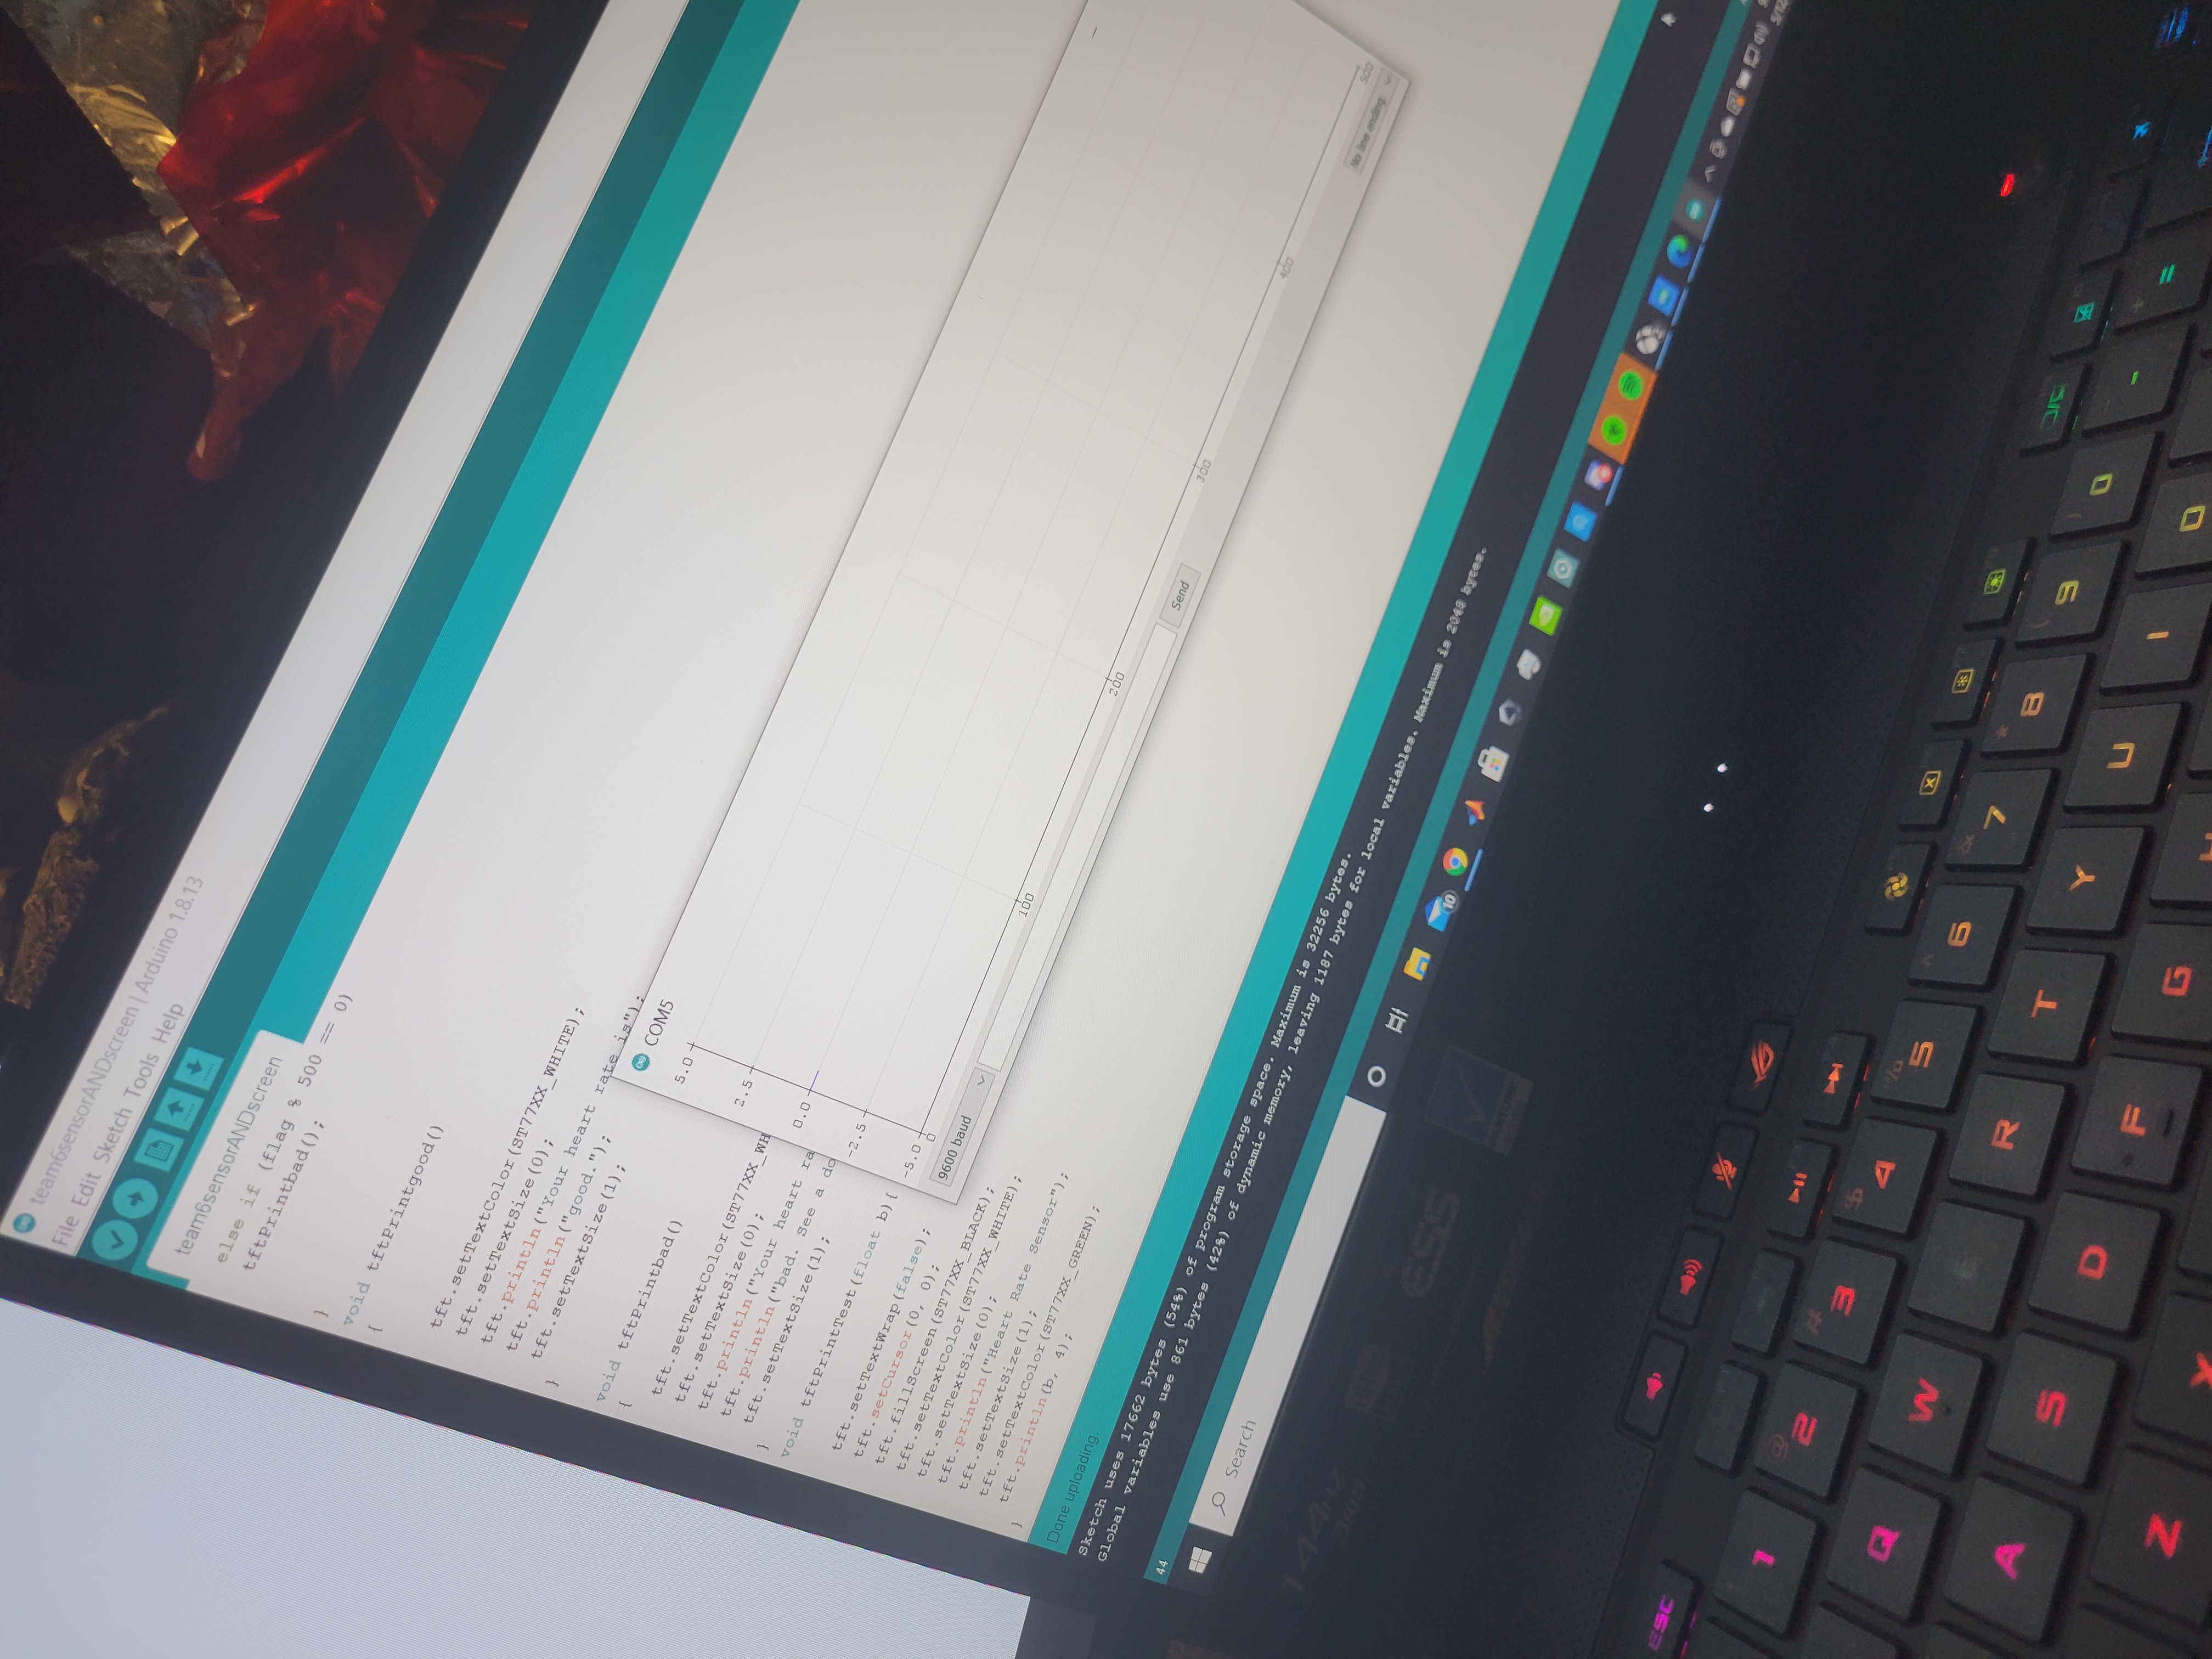 team6sensorANDscreen | Arduino 1.8.13
File Edit Sketch Tools Help
team6sensorANDscreen
else if (flag % 500 == 0)
tftPrintbad();
}
void tftPrintgood()
{
tft.setTextColor(ST77XX_WHITE);
tft.setTextSize(0);
tft.println("Your heart rate is");
tft.println("good.");
tft.setTextSize(1);
}
void tftPrintbad()
{
tft.setTextColor(ST77XX_WH
tft.setTextSize(0);
tft.println("Your heart ra
tft.println("bad. See a do
tft.setTextSize(1);
}
void tftPrintTest(float b){
tft.setTextWrap(false);
tft.setCursor(0, 0);
tft.fillScreen(ST77XX_BLACK);
tft.setTextColor(ST77XX_WHITE);
tft.setTextSize(0);
tft.println("Heart Rate Sensor");
tft.setTextSize(1);
tft.setTextColor(ST77XX_GREEN);
tft.println(b, 4);
}
COM5
5.0
2.5
0.0
-2.5
-5.0
0
100
200
300
400
500
9600 baud
Send
No line ending
Done uploading.
Sketch uses 17662 bytes (54%) of program storage space. Maximum is 32256 bytes.
Global variables use 861 bytes (42%) of dynamic memory, leaving 1187 bytes for local variables. Maximum is 2048 bytes.
44
Search
10
144Hz
3ms
ESS
ESC
1 2 3 4 5 6 7 8 9 0 - =
Q W E R T Y U I O
A S D F G
Z X